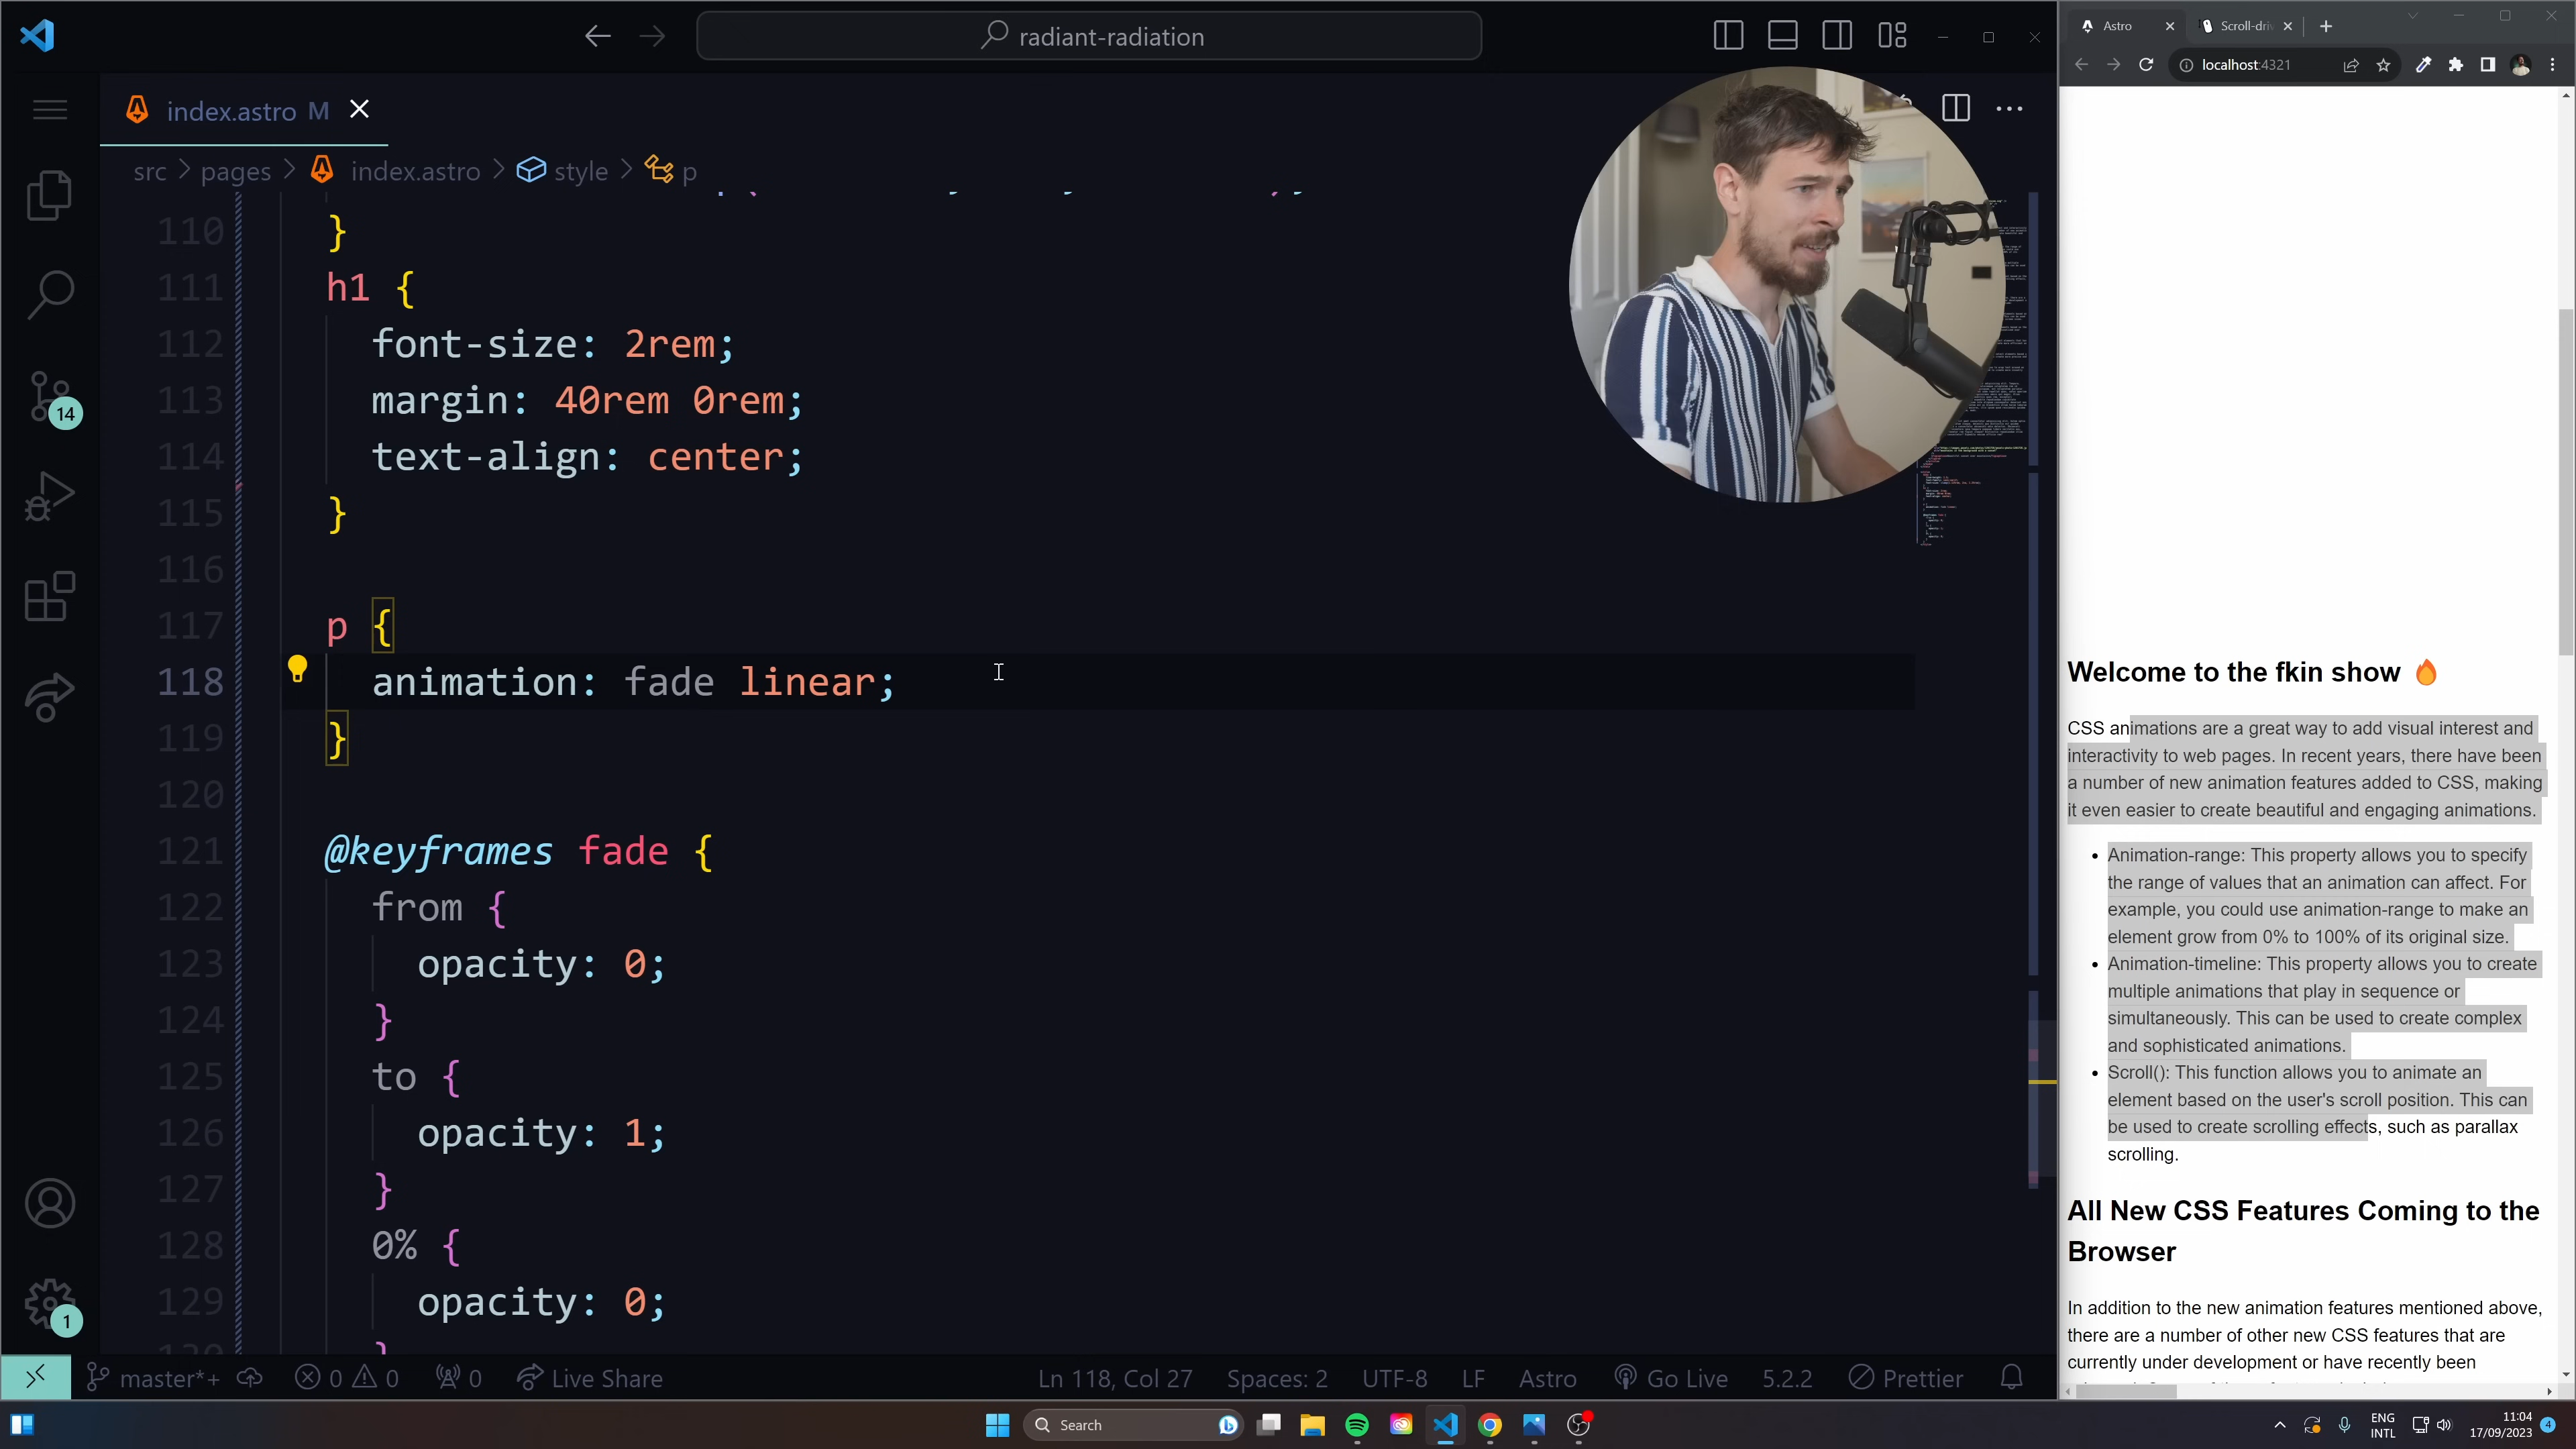 radiant-radiation
index.astro M
src > pages > index.astro > style > p
110 }
111 h1 {
112 font-size: 2rem;
113 margin: 40rem 0rem;
114 text-align: center;
115 }
116
117 p {
118 animation: fade linear;
119 }
120
121 @keyframes fade {
122 from {
123 opacity: 0;
124 }
125 to {
126 opacity: 1;
127 }
128 0% {
129 opacity: 0;
14
1
master*+ 0 0 0 Live Share Ln 118, Col 27 Spaces: 2 UTF-8 LF Astro Go Live 5.2.2 Prettier
Astro
Scroll-driv
localhost:4321
Welcome to the fkin show 🔥
CSS animations are a great way to add visual interest and
interactivity to web pages. In recent years, there have been
a number of new animation features added to CSS, making
it even easier to create beautiful and engaging animations.
• Animation-range: This property allows you to specify
the range of values that an animation can affect. For
example, you could use animation-range to make an
element grow from 0% to 100% of its original size.
• Animation-timeline: This property allows you to create
multiple animations that play in sequence or
simultaneously. This can be used to create complex
and sophisticated animations.
• Scroll(): This function allows you to animate an
element based on the user's scroll position. This can
be used to create scrolling effects, such as parallax
scrolling.
All New CSS Features Coming to the
Browser
In addition to the new animation features mentioned above,
there are a number of other new CSS features that are
currently under development or have recently been
Search
ENG
INTL
11:04
17/09/2023
4